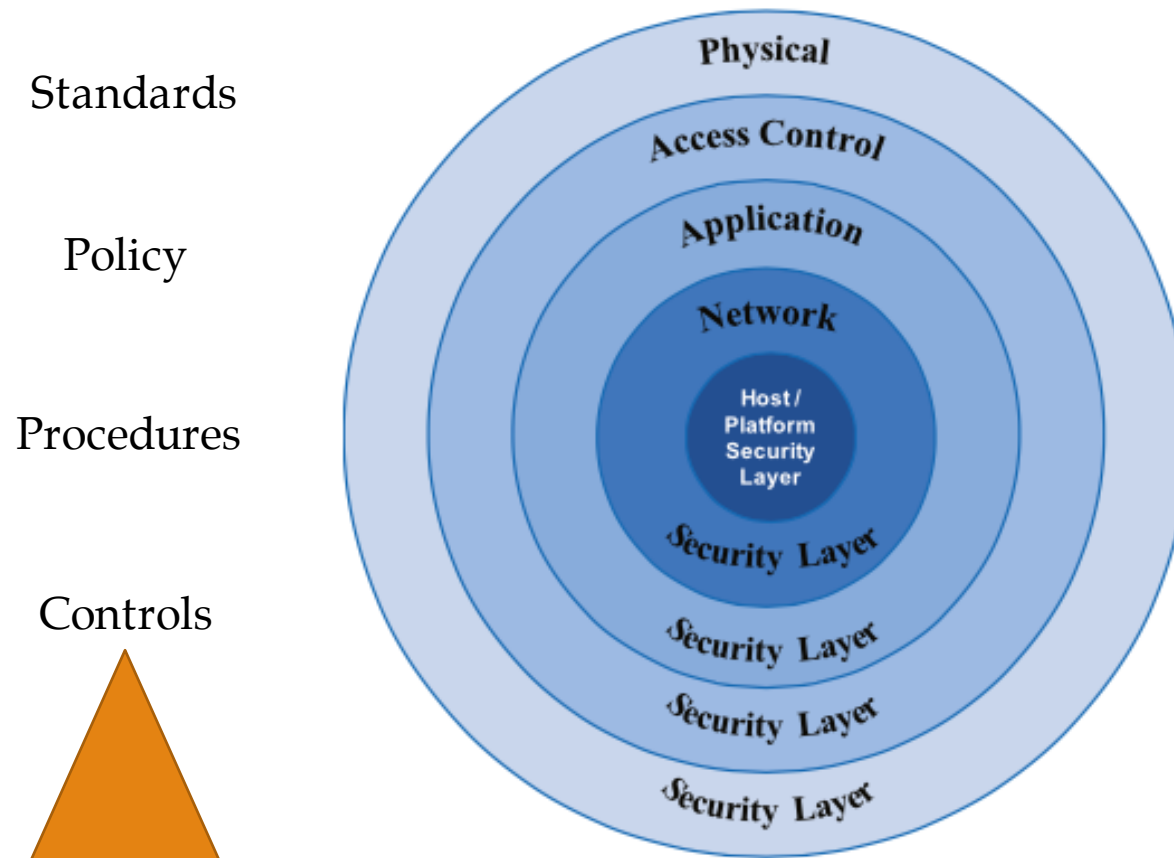 Standards
Policy
Procedures
Controls
Physical
Access Control
Application
Network
Host /
Platform
Security
Layer
Security Layer
Security Layer
Security Layer
Security Layer